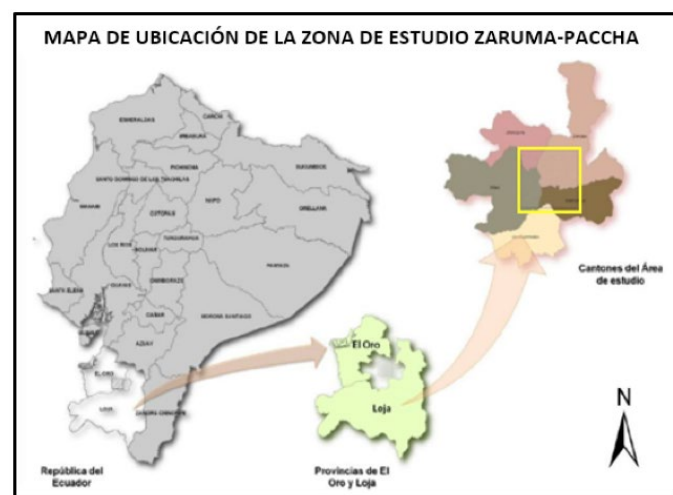 MAPA DE UBICACIÓN DE LA ZONA DE ESTUDIO ZARUMA-PACCHA
CARCHI
ESMERALDAS
IMBABURA
PICHINCHA
SUCUMBIOS
SANTO DOMINGO DE LOS TSACHILAS
MANABI
NAPO
ORELLANA
COTOPAXI
TUNGURAHUA
LOS RIOS
BOLIVAR
PASTAZA
CHIMBORAZO
SANTA ELENA
GUAYAS
CAÑAR
MORONA SANTIAGO
AZUAY
EL ORO
LOJA
ZAMORA CHINCHIPE
República del
Ecuador
El Oro
Loja
Provincias de El
Oro y Loja
Cantones del Área
de estudio
N